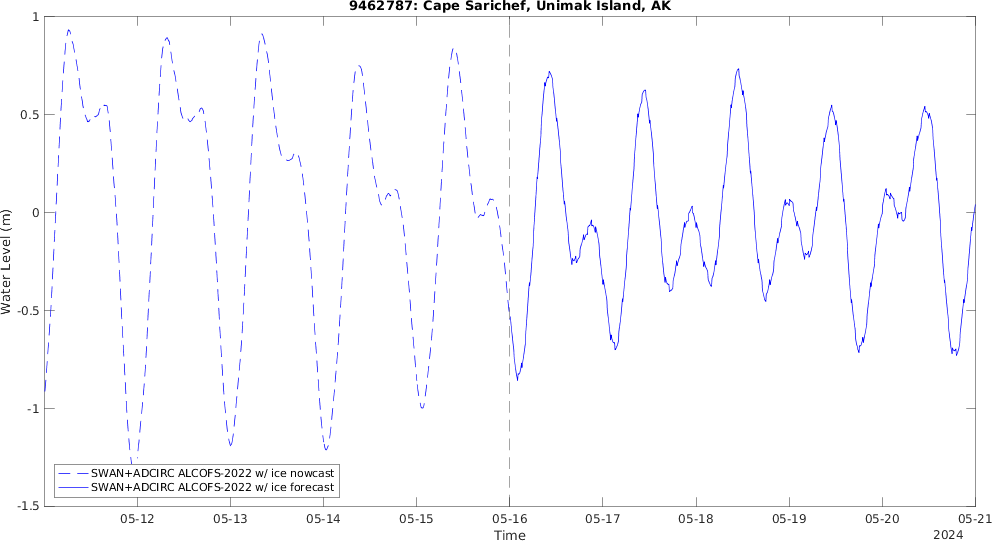 9462787: Cape Sarichef, Unimak Island, AK
1
0.5
0
-0.5
-1
-1.5
Water Level (m)
SWAN+ADCIRC ALCOFS-2022 w/ ice nowcast
SWAN+ADCIRC ALCOFS-2022 w/ ice forecast
05-12 05-13 05-14 05-15 05-16 05-17 05-18 05-19 05-20 05-21
Time
2024